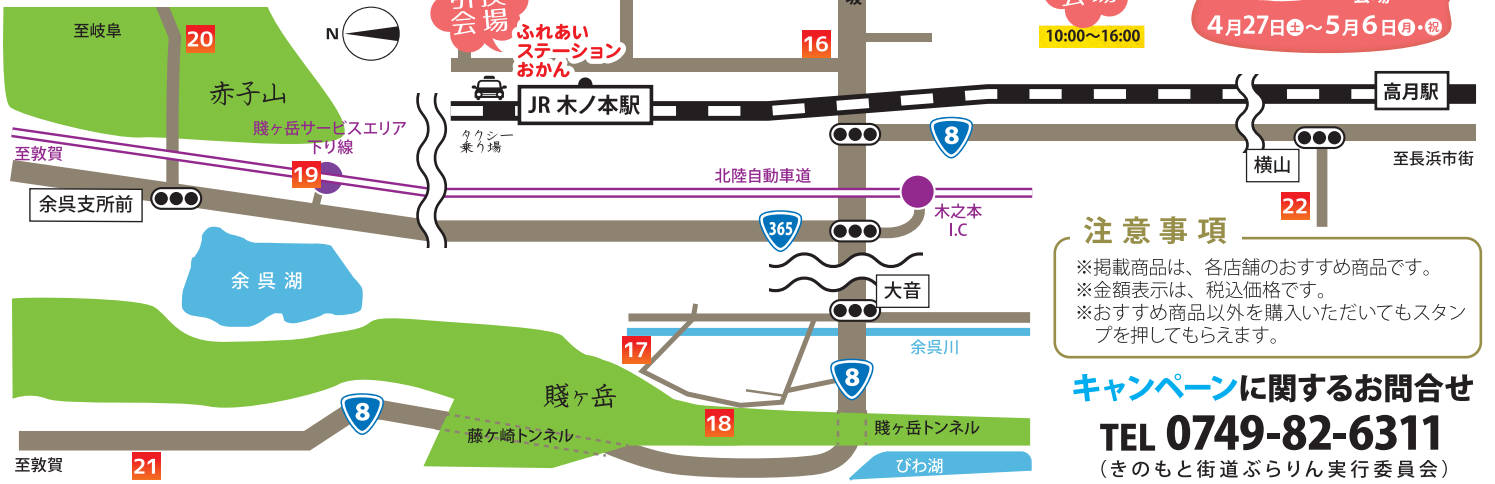 至岐阜
20
N
引
会
場
ふれあい
ステーション
おかん
16
10:00〜16:00
4月27日土〜5月6日月・祝
赤子山
JR 木ノ本駅
高月駅
タクシー
乗り場
賤ヶ岳サービスエリア
下り線
至敦賀
19
8
横山
至長浜市街
北陸自動車道
余呉支所前
木之本
I.C
22
365
余呉湖
大音
注意事項
※掲載商品は、各店舗のおすすめ商品です。
※金額表示は、税込価格です。
※おすすめ商品以外を購入いただいてもスタン
プを押してもらえます。
17
余呉川
8
賤ヶ岳
8
18
藤ケ崎トンネル
賤ヶ岳トンネル
至敦賀
21
びわ湖
キャンペーンに関するお問合せ
TEL 0749-82-6311
（きのもと街道ぶらりん実行委員会）